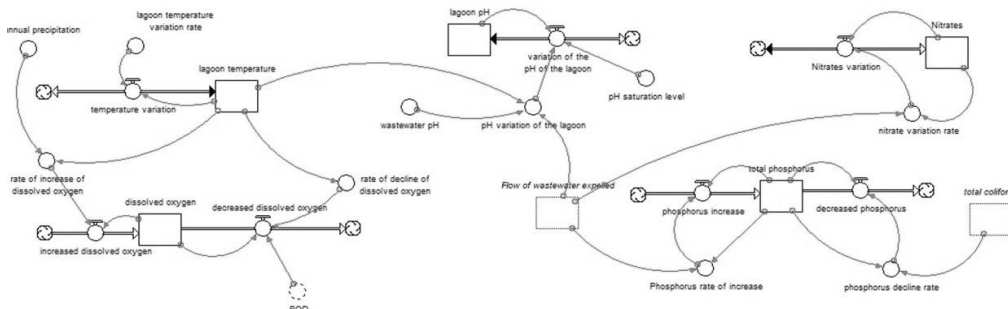 annual precipitation
lagoon temperature
variation rate
lagoon temperature
temperature variation
rate of increase of
dissolved oxygen
rate of decline
of dissolved oxygen
dissolved oxygen
decreased dissolved oxygen
increased dissolved oxygen
lagoon pH
variation of the
pH of the lagoon
pH saturation level
wastewater pH
pH variation of the lagoon
Nitrates
Nitrates variation
nitrate variation rate
Flow of wastewater expelled
total phosphorus
phosphorus increase
decreased phosphorus
Phosphorus rate of increase
phosphorus decline rate
total